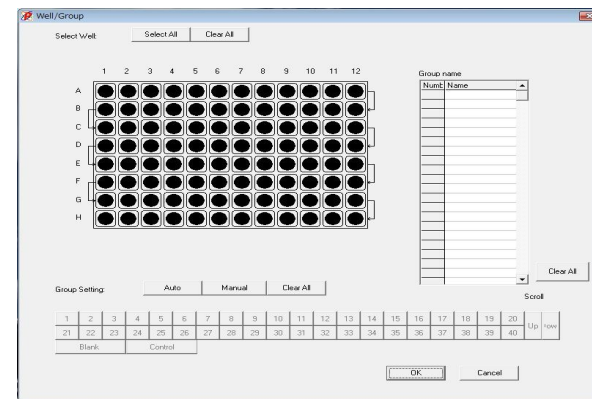 Well/Group
Select Well: Select All Clear All
1 2 3 4 5 6 7 8 9 10 11 12
Group name
Numb Name
A
B
C
D
E
F
G
H
Clear All
Group Setting: Auto Manual Clear All
Scroll
1 2 3 4 5 6 7 8 9 10 11 12 13 14 15 16 17 18 19 20
Up
21 22 23 24 25 26 27 28 29 30 31 32 33 34 35 36 37 38 39 40
Blank Control
OK Cancel